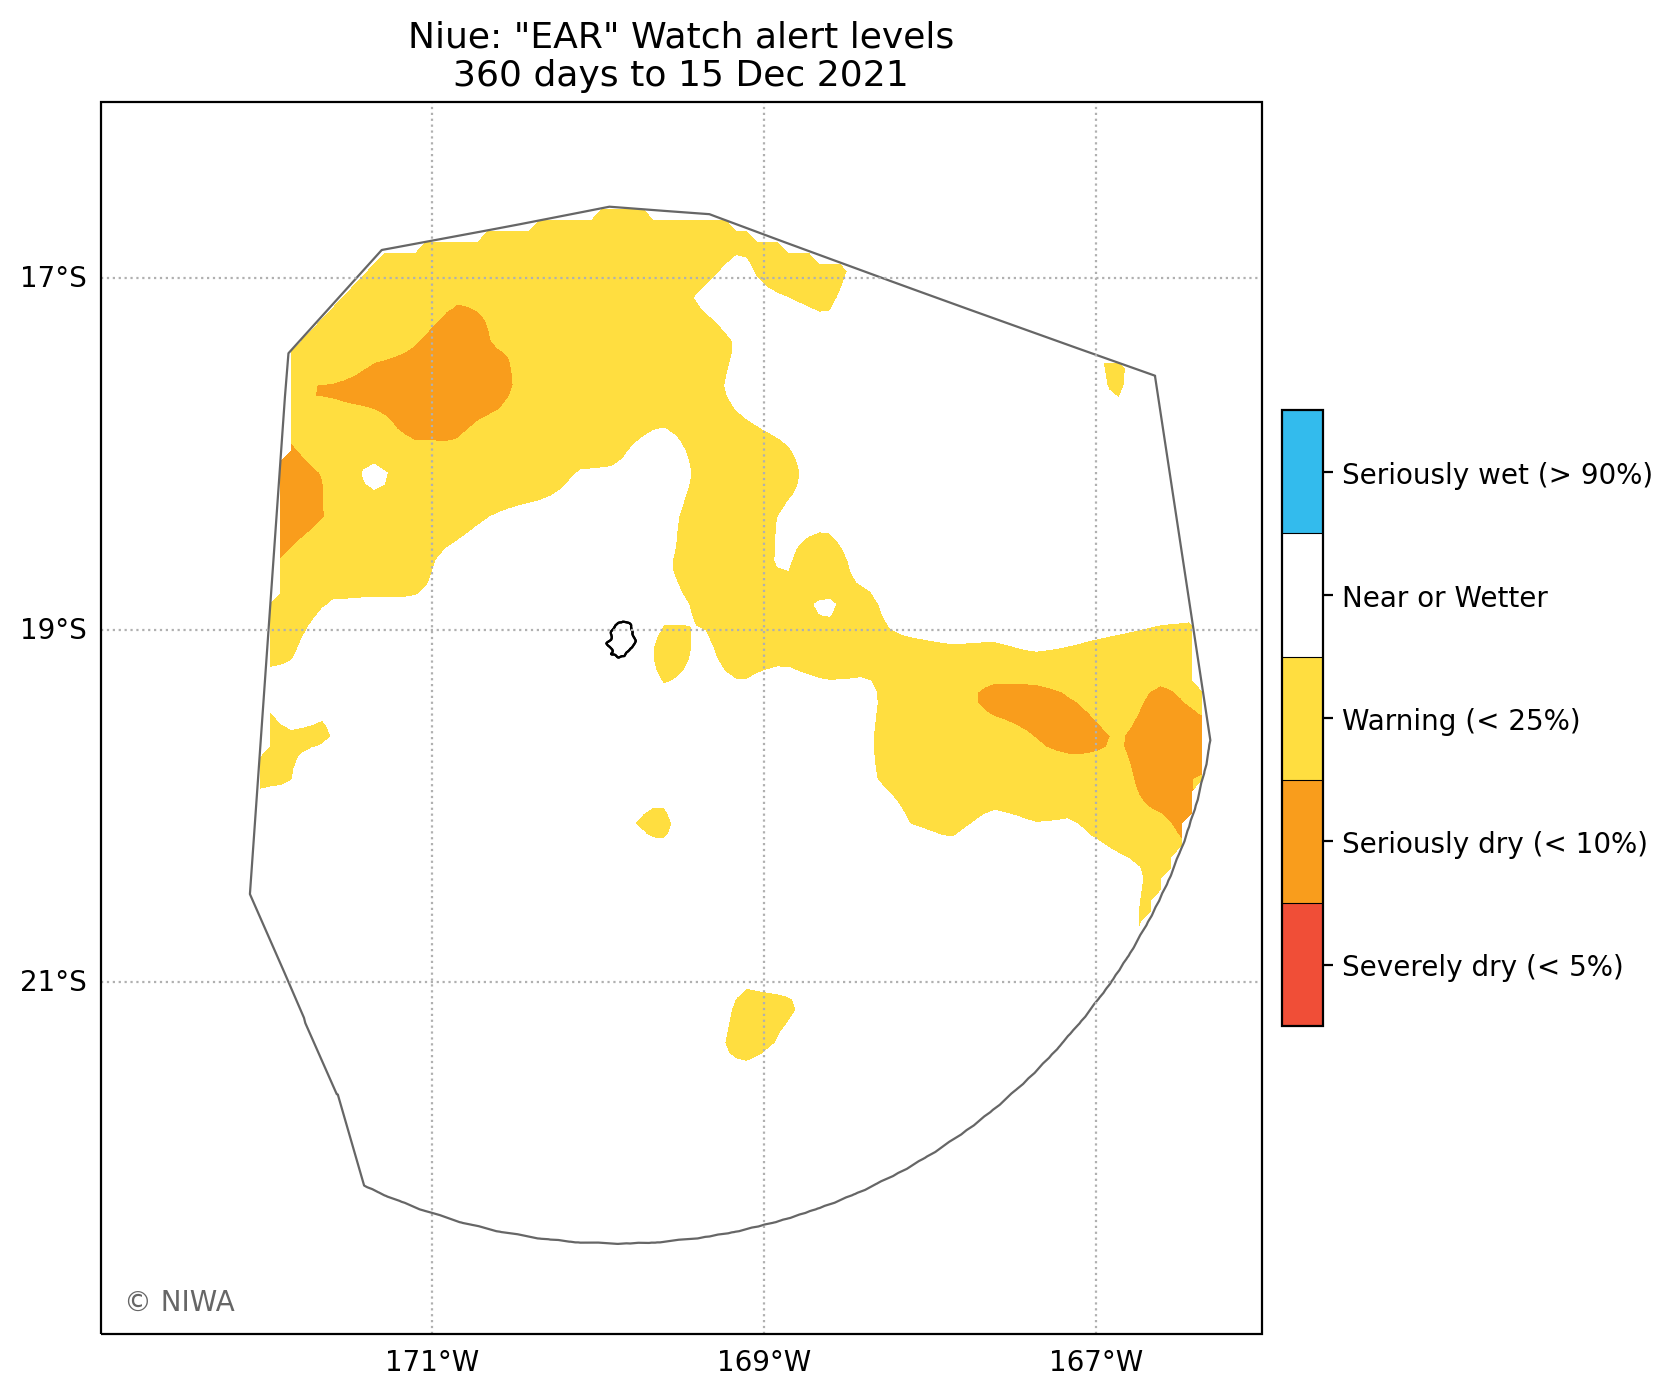 Niue: "EAR" Watch alert levels
360 days to 15 Dec 2021
17°S
19°S
21°S
171°W
169°W
167°W
Seriously wet (> 90%)
Near or Wetter
Warning (< 25%)
Seriously dry (< 10%)
Severely dry (< 5%)
© NIWA